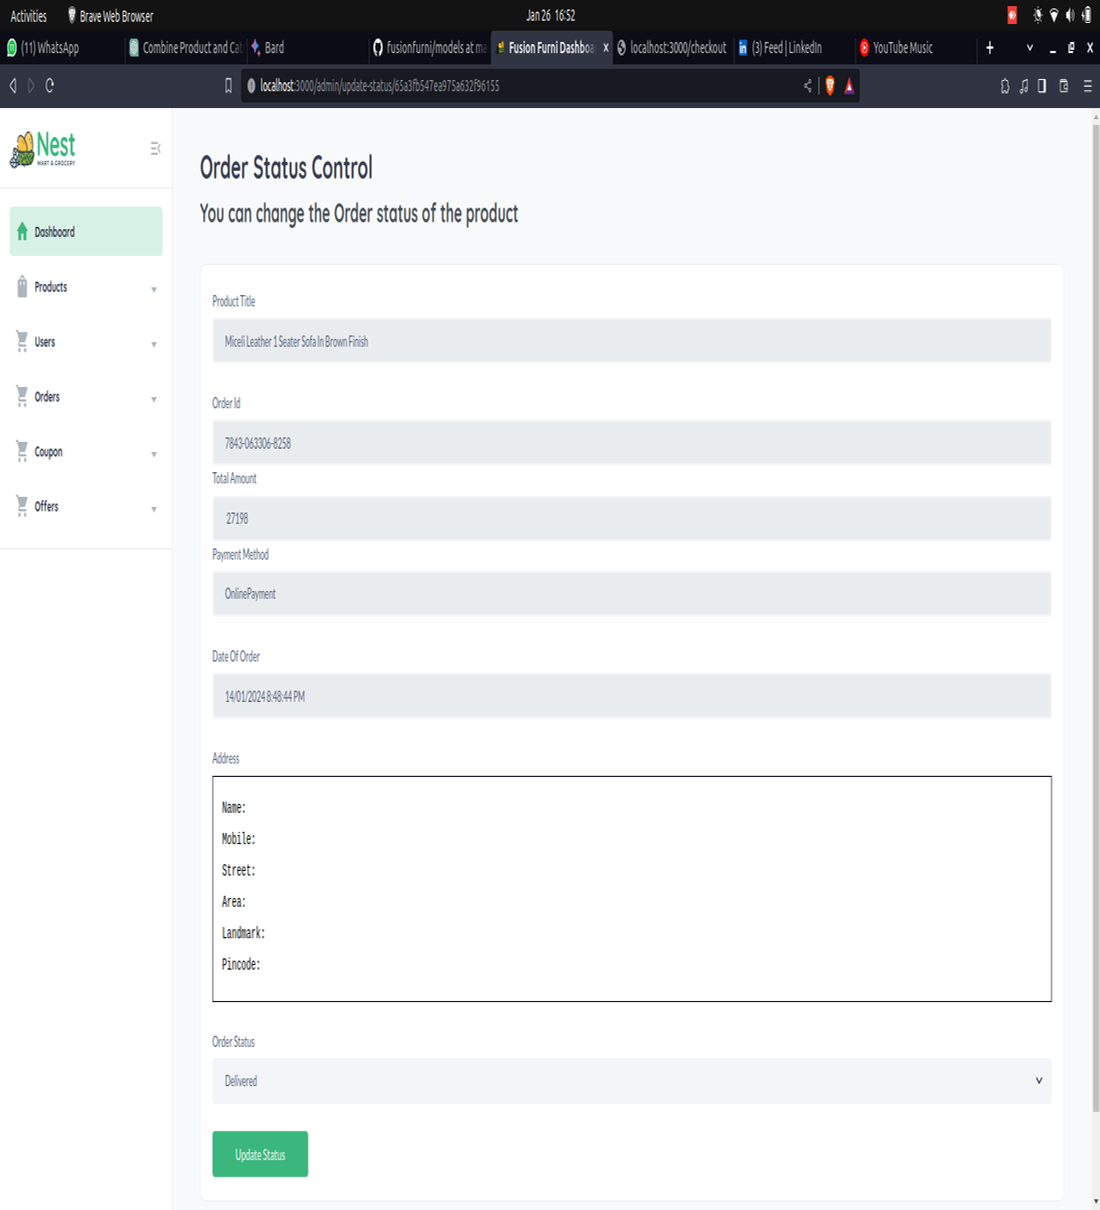 Activities Brave Web Browser Jan 26 16:52
(11) WhatsApp Combine Product and Cat Bard fusionfurni/models at ma Fusion Furni Dashboa x localhost:3000/checkout (3) Feed | LinkedIn YouTube Music
localhost:3000/admin/update-status/65a3fb547ea975a632f96155
Nest
MART & GROCERY
Dashboard
Products
Users
Orders
Coupon
Offers
Order Status Control
You can change the Order status of the product
Product Title
Miceli Leather 1 Seater Sofa In Brown Finish
Order Id
7843-063306-8258
Total Amount
27198
Payment Method
OnlinePayment
Date Of Order
14/01/2024 8:48:44 PM
Address
Name:
Mobile:
Street:
Area:
Landmark:
Pincode:
Order Status
Delivered
Update Status